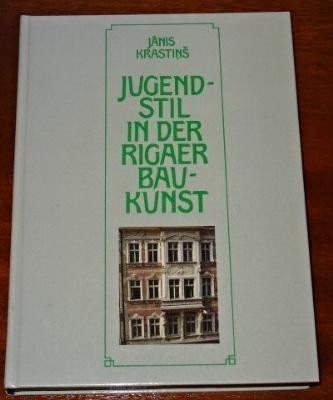 JĀNIS
KRASTIŅŠ
JUGEND-
STIL
IN DER
RIGAER
BAU-
KUNST